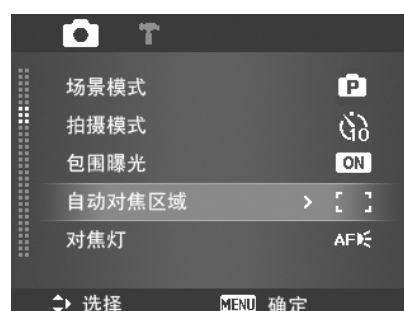 场景模式 P
拍摄模式 10
包围曝光 ON
自动对焦区域 >
对焦灯 AF
选择 MENU 确定